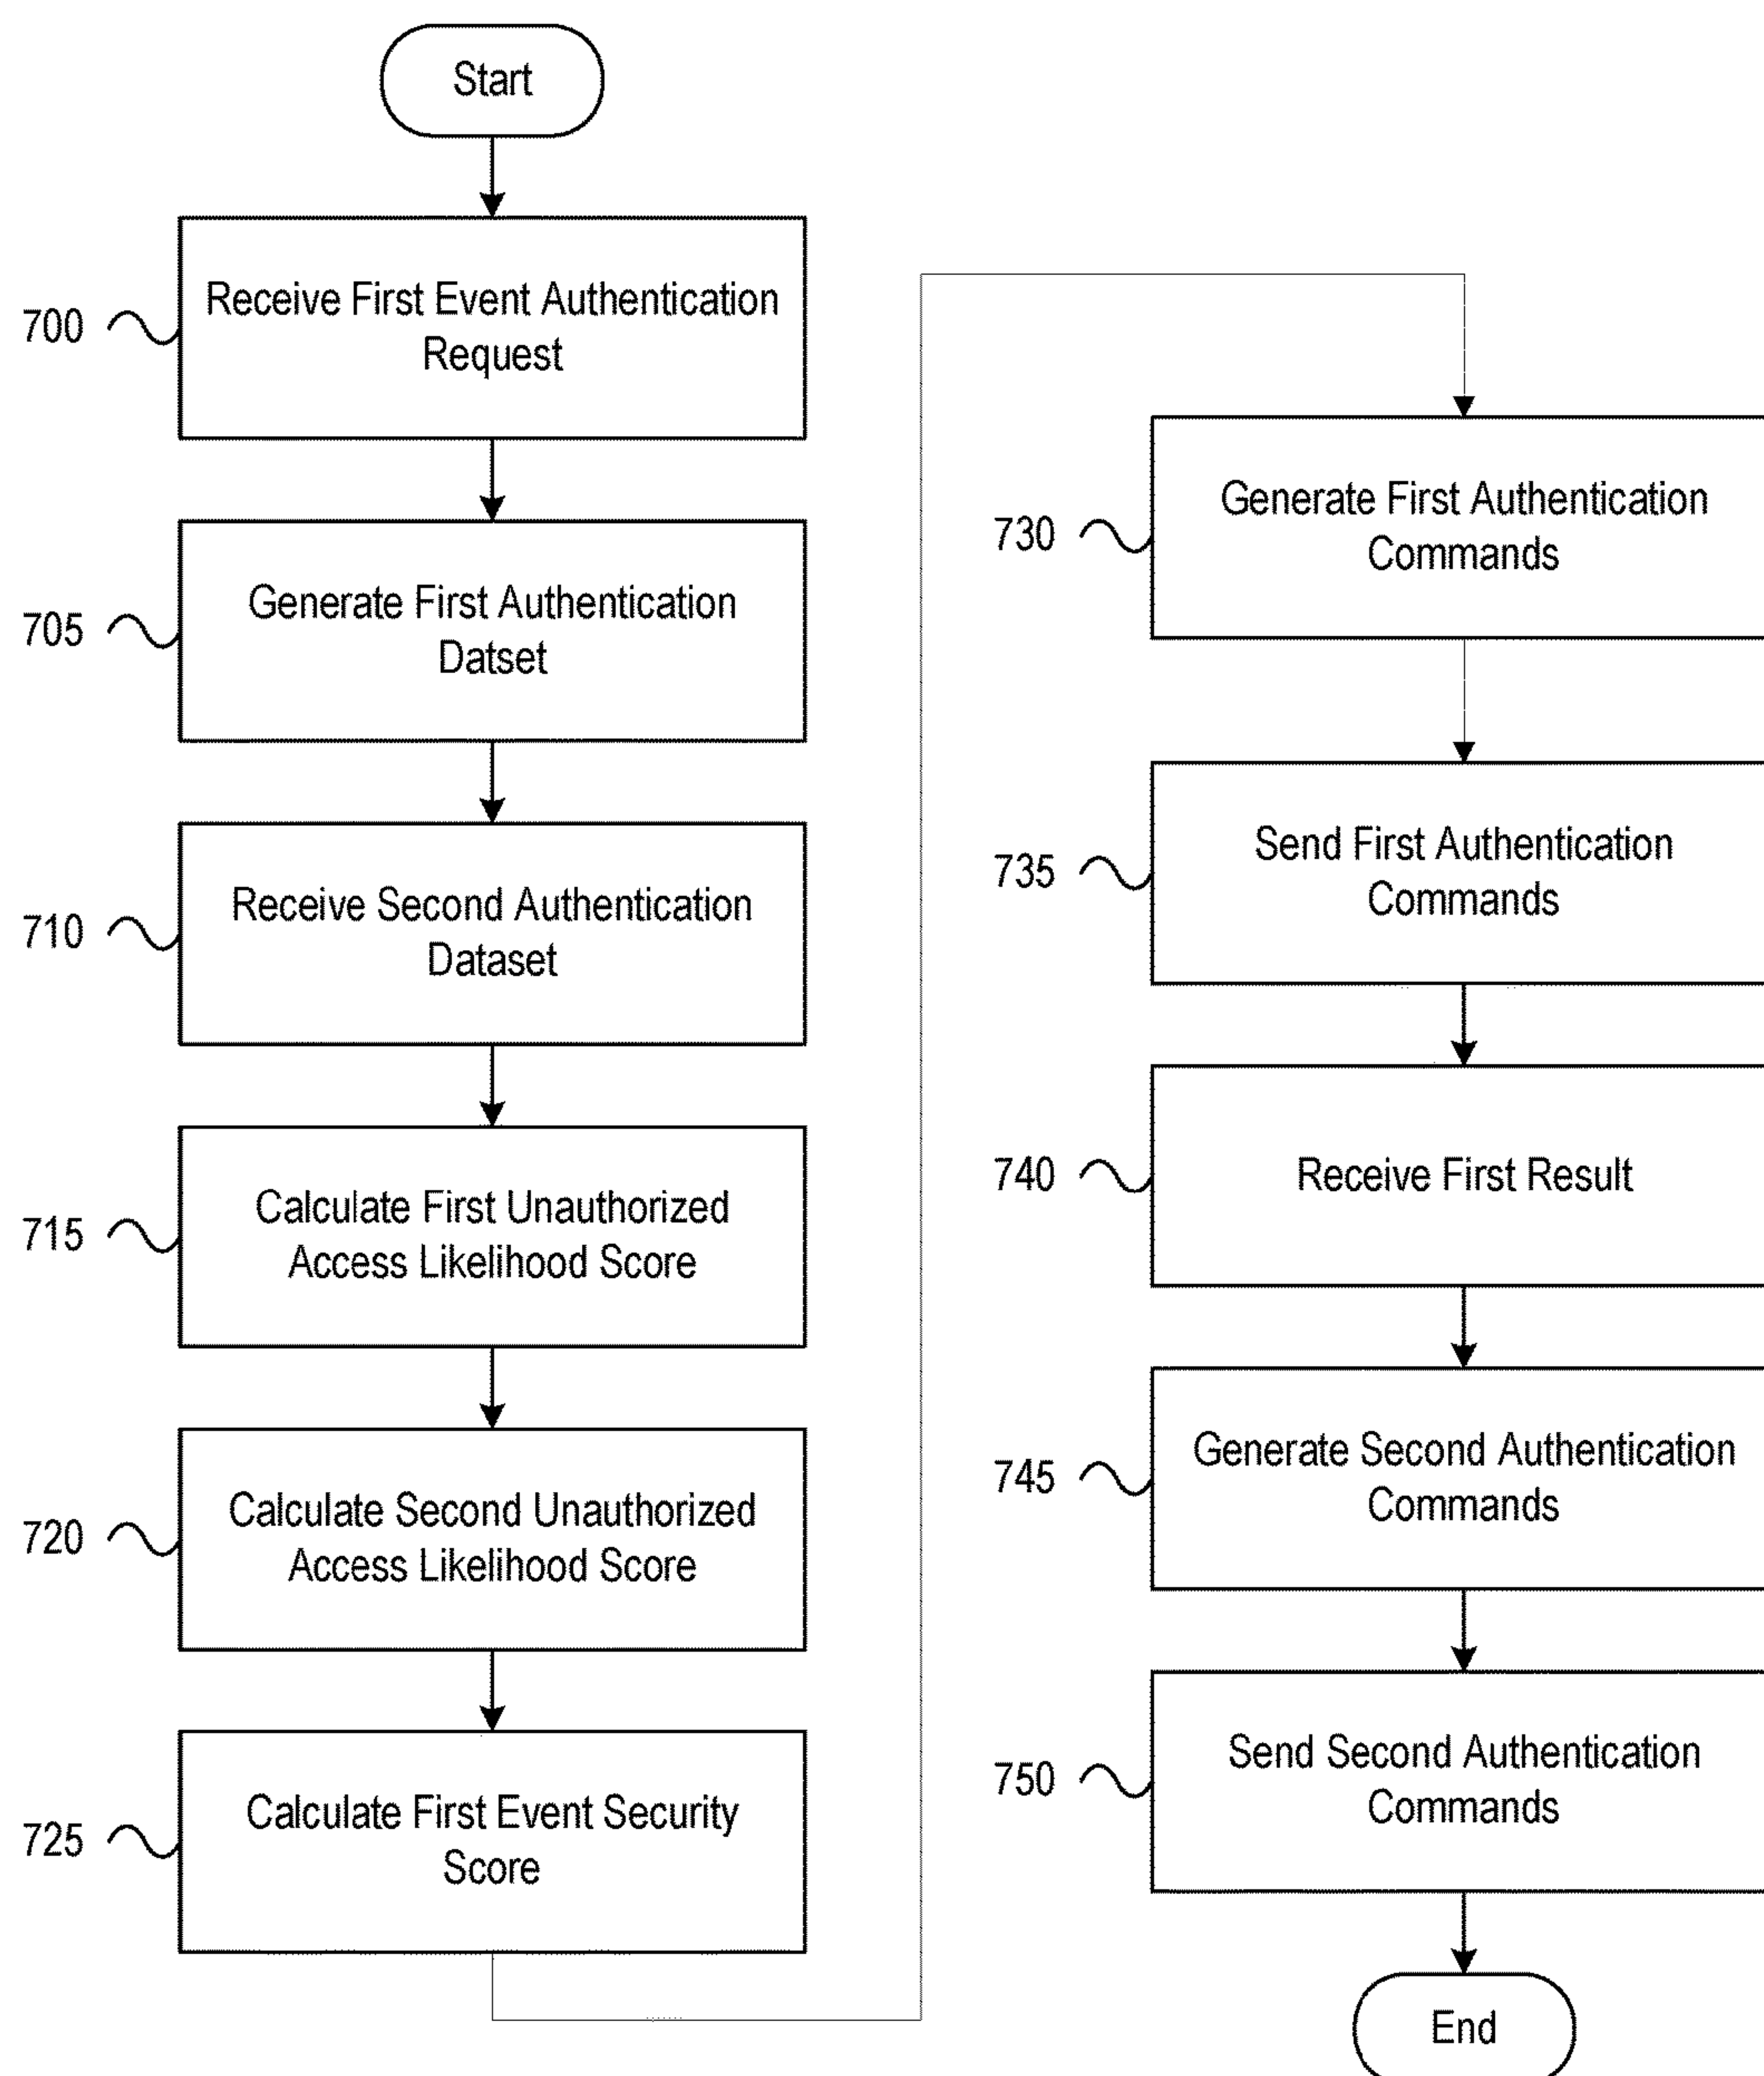 Start
700
Receive First Event Authentication
Request
705
Generate First Authentication
Datset
710
Receive Second Authentication
Dataset
715
Calculate First Unauthorized
Access Likelihood Score
720
Calculate Second Unauthorized
Access Likelihood Score
725
Calculate First Event Security
Score
730
Generate First Authentication
Commands
735
Send First Authentication
Commands
740
Receive First Result
745
Generate Second Authentication
Commands
750
Send Second Authentication
Commands
End